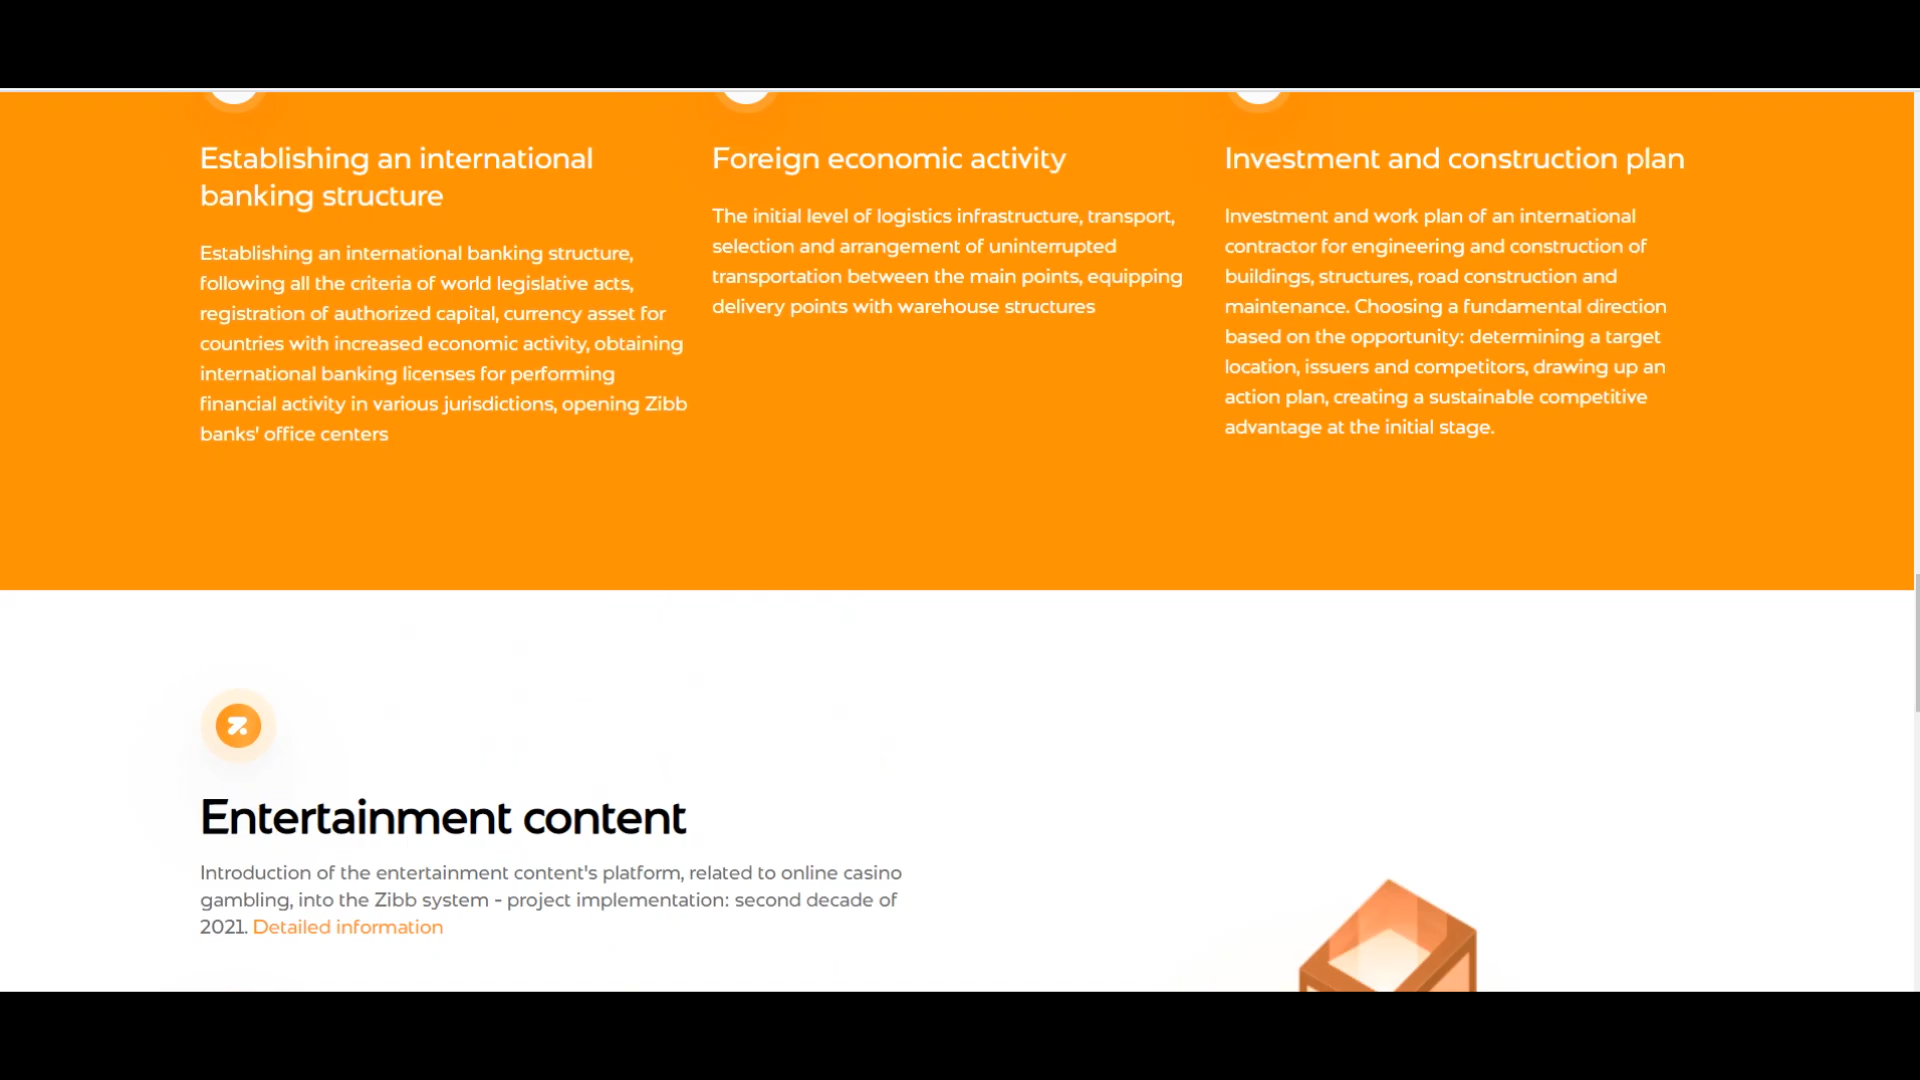 Establishing an international
banking structure
Establishing an international banking structure,
following all the criteria of world legislative acts,
registration of authorized capital, currency asset for
countries with increased economic activity, obtaining
international banking licenses for performing
financial activity in various jurisdictions, opening Zibb
banks' office centers
Foreign economic activity
The initial level of logistics infrastructure, transport,
selection and arrangement of uninterrupted
transportation between the main points, equipping
delivery points with warehouse structures
Investment and construction plan
Investment and work plan of an international
contractor for engineering and construction of
buildings, structures, road construction and
maintenance. Choosing a fundamental direction
based on the opportunity: determining a target
location, issuers and competitors, drawing up an
action plan, creating a sustainable competitive
advantage at the initial stage.
Entertainment content
Introduction of the entertainment content's platform, related to online casino
gambling, into the Zibb system - project implementation: second decade of
2021. Detailed information